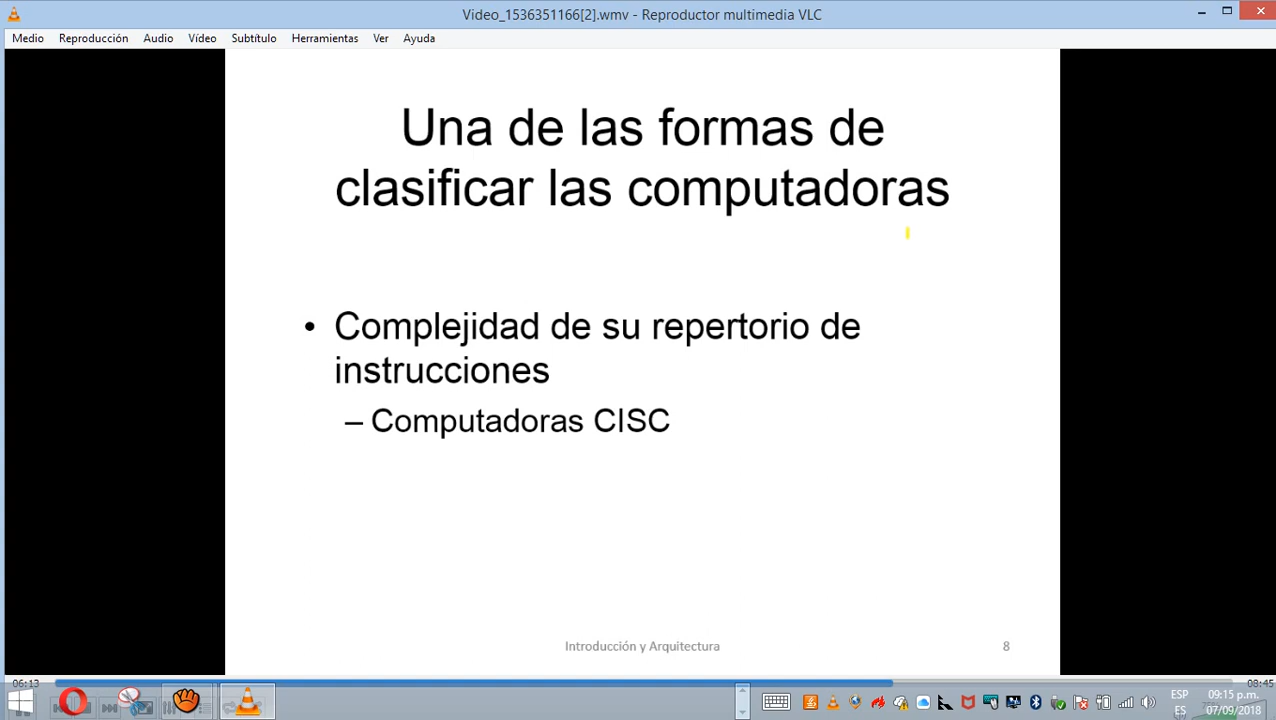 Video_1536351166[2].wmv - Reproductor multimedia VLC
Medio Reproducción Audio Vídeo Subtítulo Herramientas Ver Ayuda
Una de las formas de
clasificar las computadoras
• Complejidad de su repertorio de
instrucciones
– Computadoras CISC
Introducción y Arquitectura 8
06:13 08:45
ESP 09:15 p.m.
ES 07/09/2018